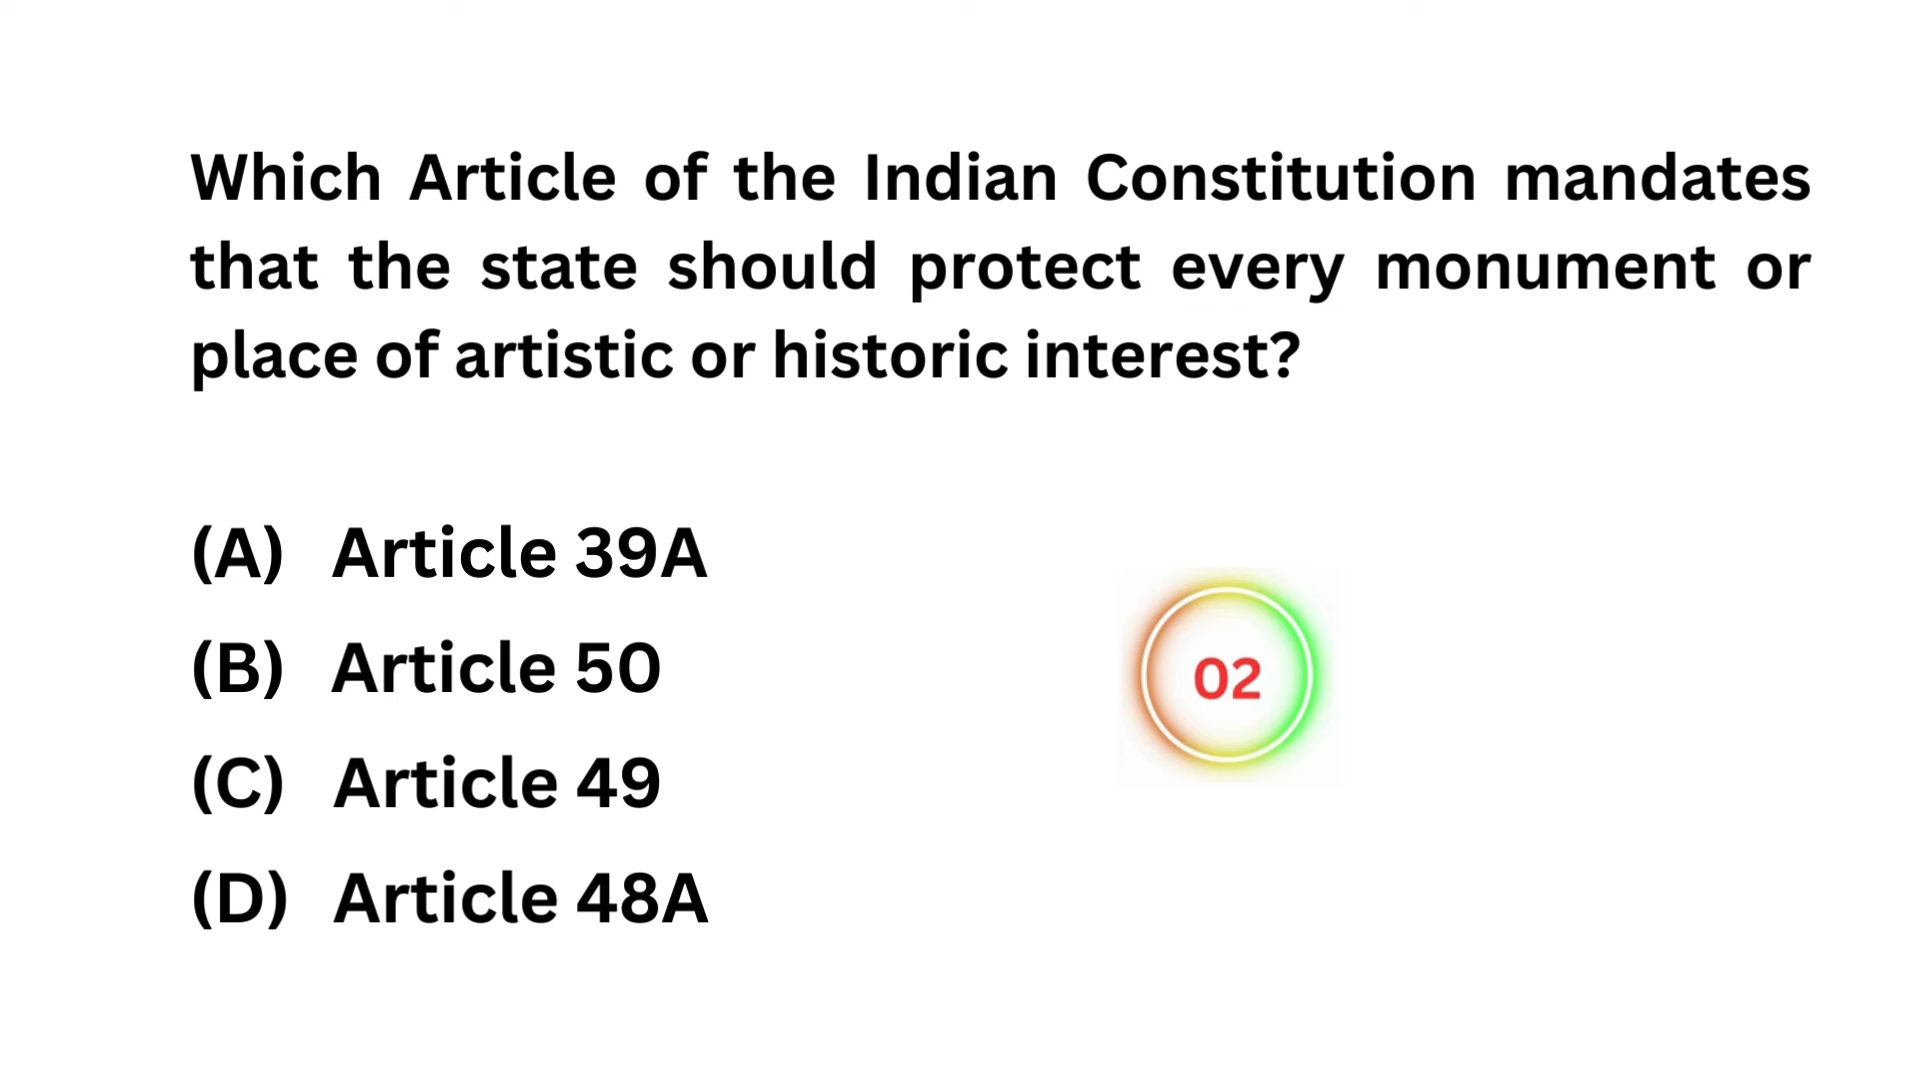 Which Article of the Indian Constitution mandates
that the state should protect every monument or
place of artistic or historic interest?
(A) Article 39A
(B) Article 50
(C) Article 49
(D) Article 48A
02